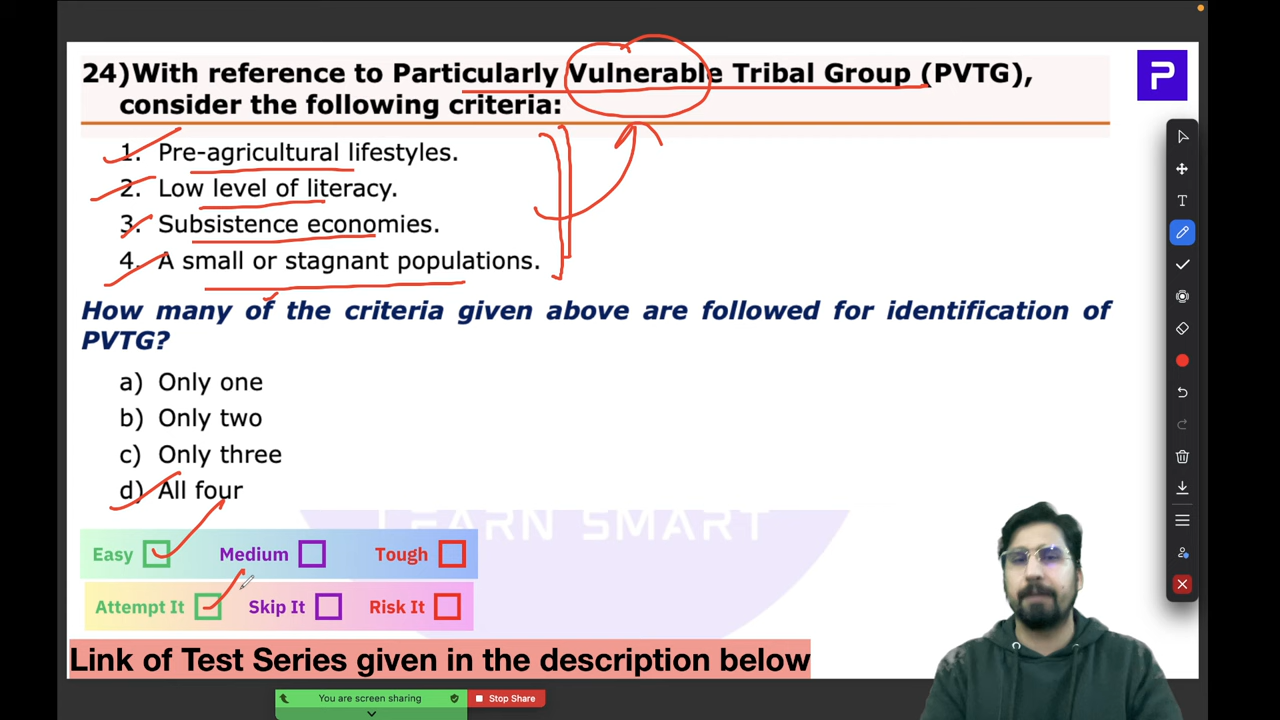 24)With reference to Particularly Vulnerable Tribal Group (PVTG),
consider the following criteria:
1. Pre-agricultural lifestyles.
2. Low level of literacy.
3. Subsistence economies.
4. A small or stagnant populations.
How many of the criteria given above are followed for identification of
PVTG?
a) Only one
b) Only two
c) Only three
d) All four
LEARN SMART
Easy Medium Tough
Attempt It Skip It Risk It
Link of Test Series given in the description below
You are screen sharing Stop Share
P
T